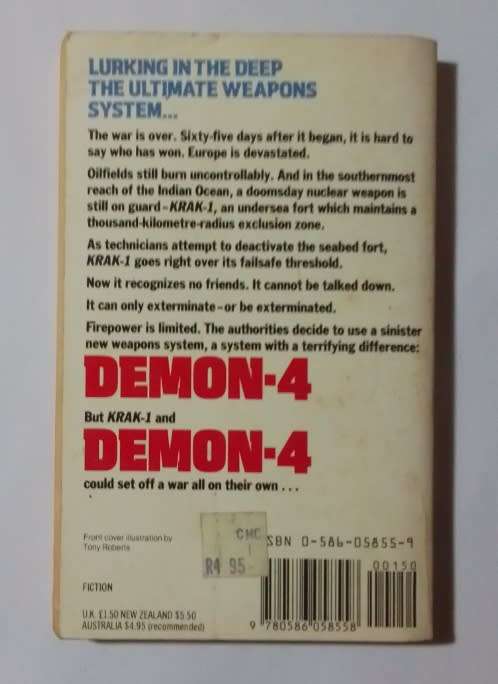 LURKING IN THE DEEP
THE ULTIMATE WEAPONS
SYSTEM...
The war is over. Sixty-five days after it began, it is hard to
say who has won. Europe is devastated.
Oilfields still burn uncontrollably. And in the southernmost
reach of the Indian Ocean, a doomsday nuclear weapon is
still on guard – KRAK-1, an undersea fort which maintains a
thousand-kilometre-radius exclusion zone.
As technicians attempt to deactivate the seabed fort,
KRAK-1 goes right over its failsafe threshold.
Now it recognizes no friends. It cannot be talked down.
It can only exterminate – or be exterminated.
Firepower is limited. The authorities decide to use a sinister
new weapons system, a system with a terrifying difference:
DEMON-4
But KRAK-1 and
DEMON-4
could set off a war all on their own...
Front cover illustration by
Tony Roberts
CMC
R4 95
ISBN 0-586-05855-9
00150
FICTION
U.K. £1.50 NEW ZEALAND $5.50
AUSTRALIA $4.95 (recommended)
9 780586 058558